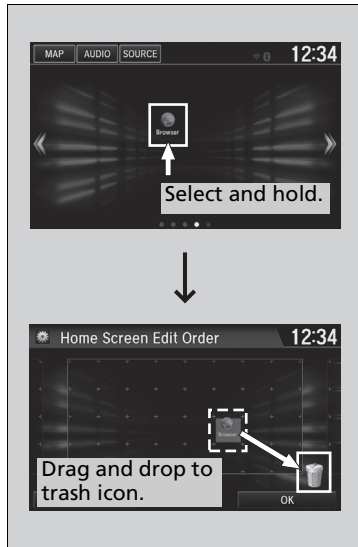 MAP AUDIO SOURCE 0 12:34
Browser
Select and hold.
Home Screen Edit Order 12:34
Browser
Drag and drop to
trash icon.
OK